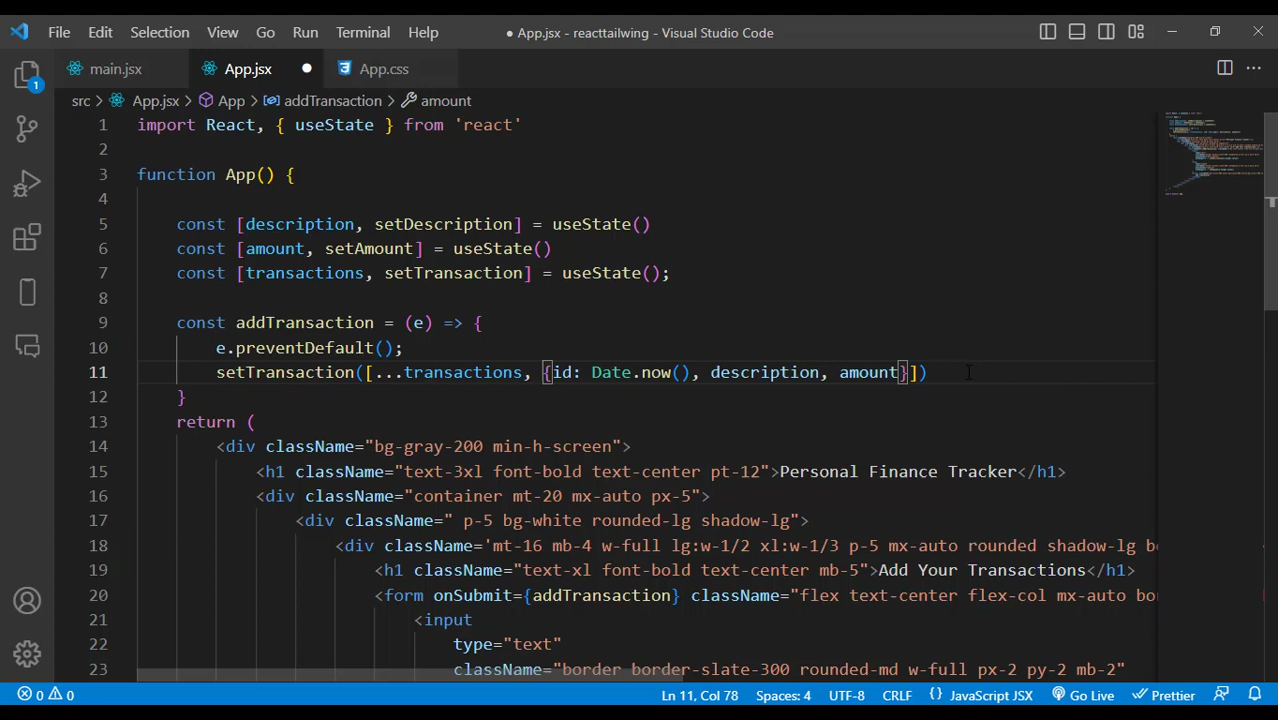 File Edit Selection View Go Run Terminal Help ● App.jsx - reacttailwing - Visual Studio Code
main.jsx App.jsx ● App.css
src > App.jsx > App > addTransaction > amount
1 import React, { useState } from 'react'
2
3 function App() {
4
5 const [description, setDescription] = useState()
6 const [amount, setAmount] = useState()
7 const [transactions, setTransaction] = useState();
8
9 const addTransaction = (e) => {
10 e.preventDefault();
11 setTransaction([...transactions, {id: Date.now(), description, amount}])
12 }
13 return (
14 <div className="bg-gray-200 min-h-screen">
15 <h1 className="text-3xl font-bold text-center pt-12">Personal Finance Tracker</h1>
16 <div className="container mt-20 mx-auto px-5">
17 <div className=" p-5 bg-white rounded-lg shadow-lg">
18 <div className='mt-16 mb-4 w-full lg:w-1/2 xl:w-1/3 p-5 mx-auto rounded shadow-lg
19 <h1 className="text-xl font-bold text-center mb-5">Add Your Transactions</h1>
20 <form onSubmit={addTransaction} className="flex text-center flex-col mx-auto
21 <input
22 type="text"
23 className="border border-slate-300 rounded-md w-full px-2 py-2 mb-2"
1
0 0 Ln 11, Col 78 Spaces: 4 UTF-8 CRLF {} JavaScript JSX Go Live Prettier